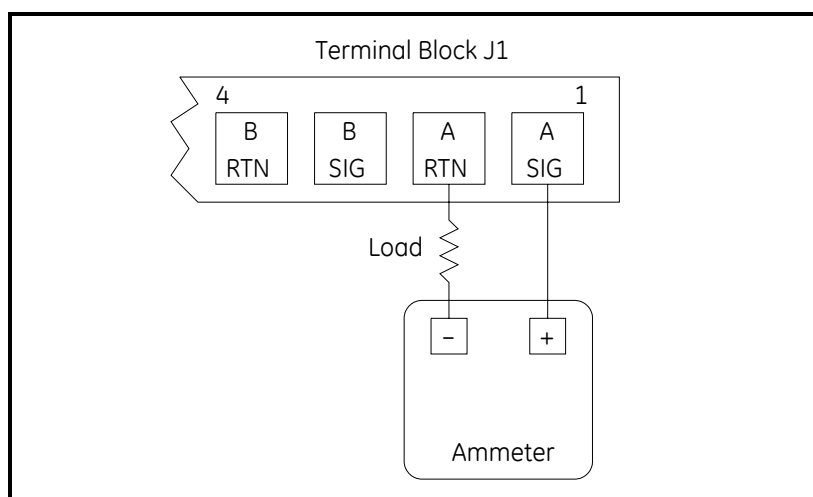 Terminal Block J1
4 1
B B A A
RTN SIG RTN SIG
Load
- +
Ammeter